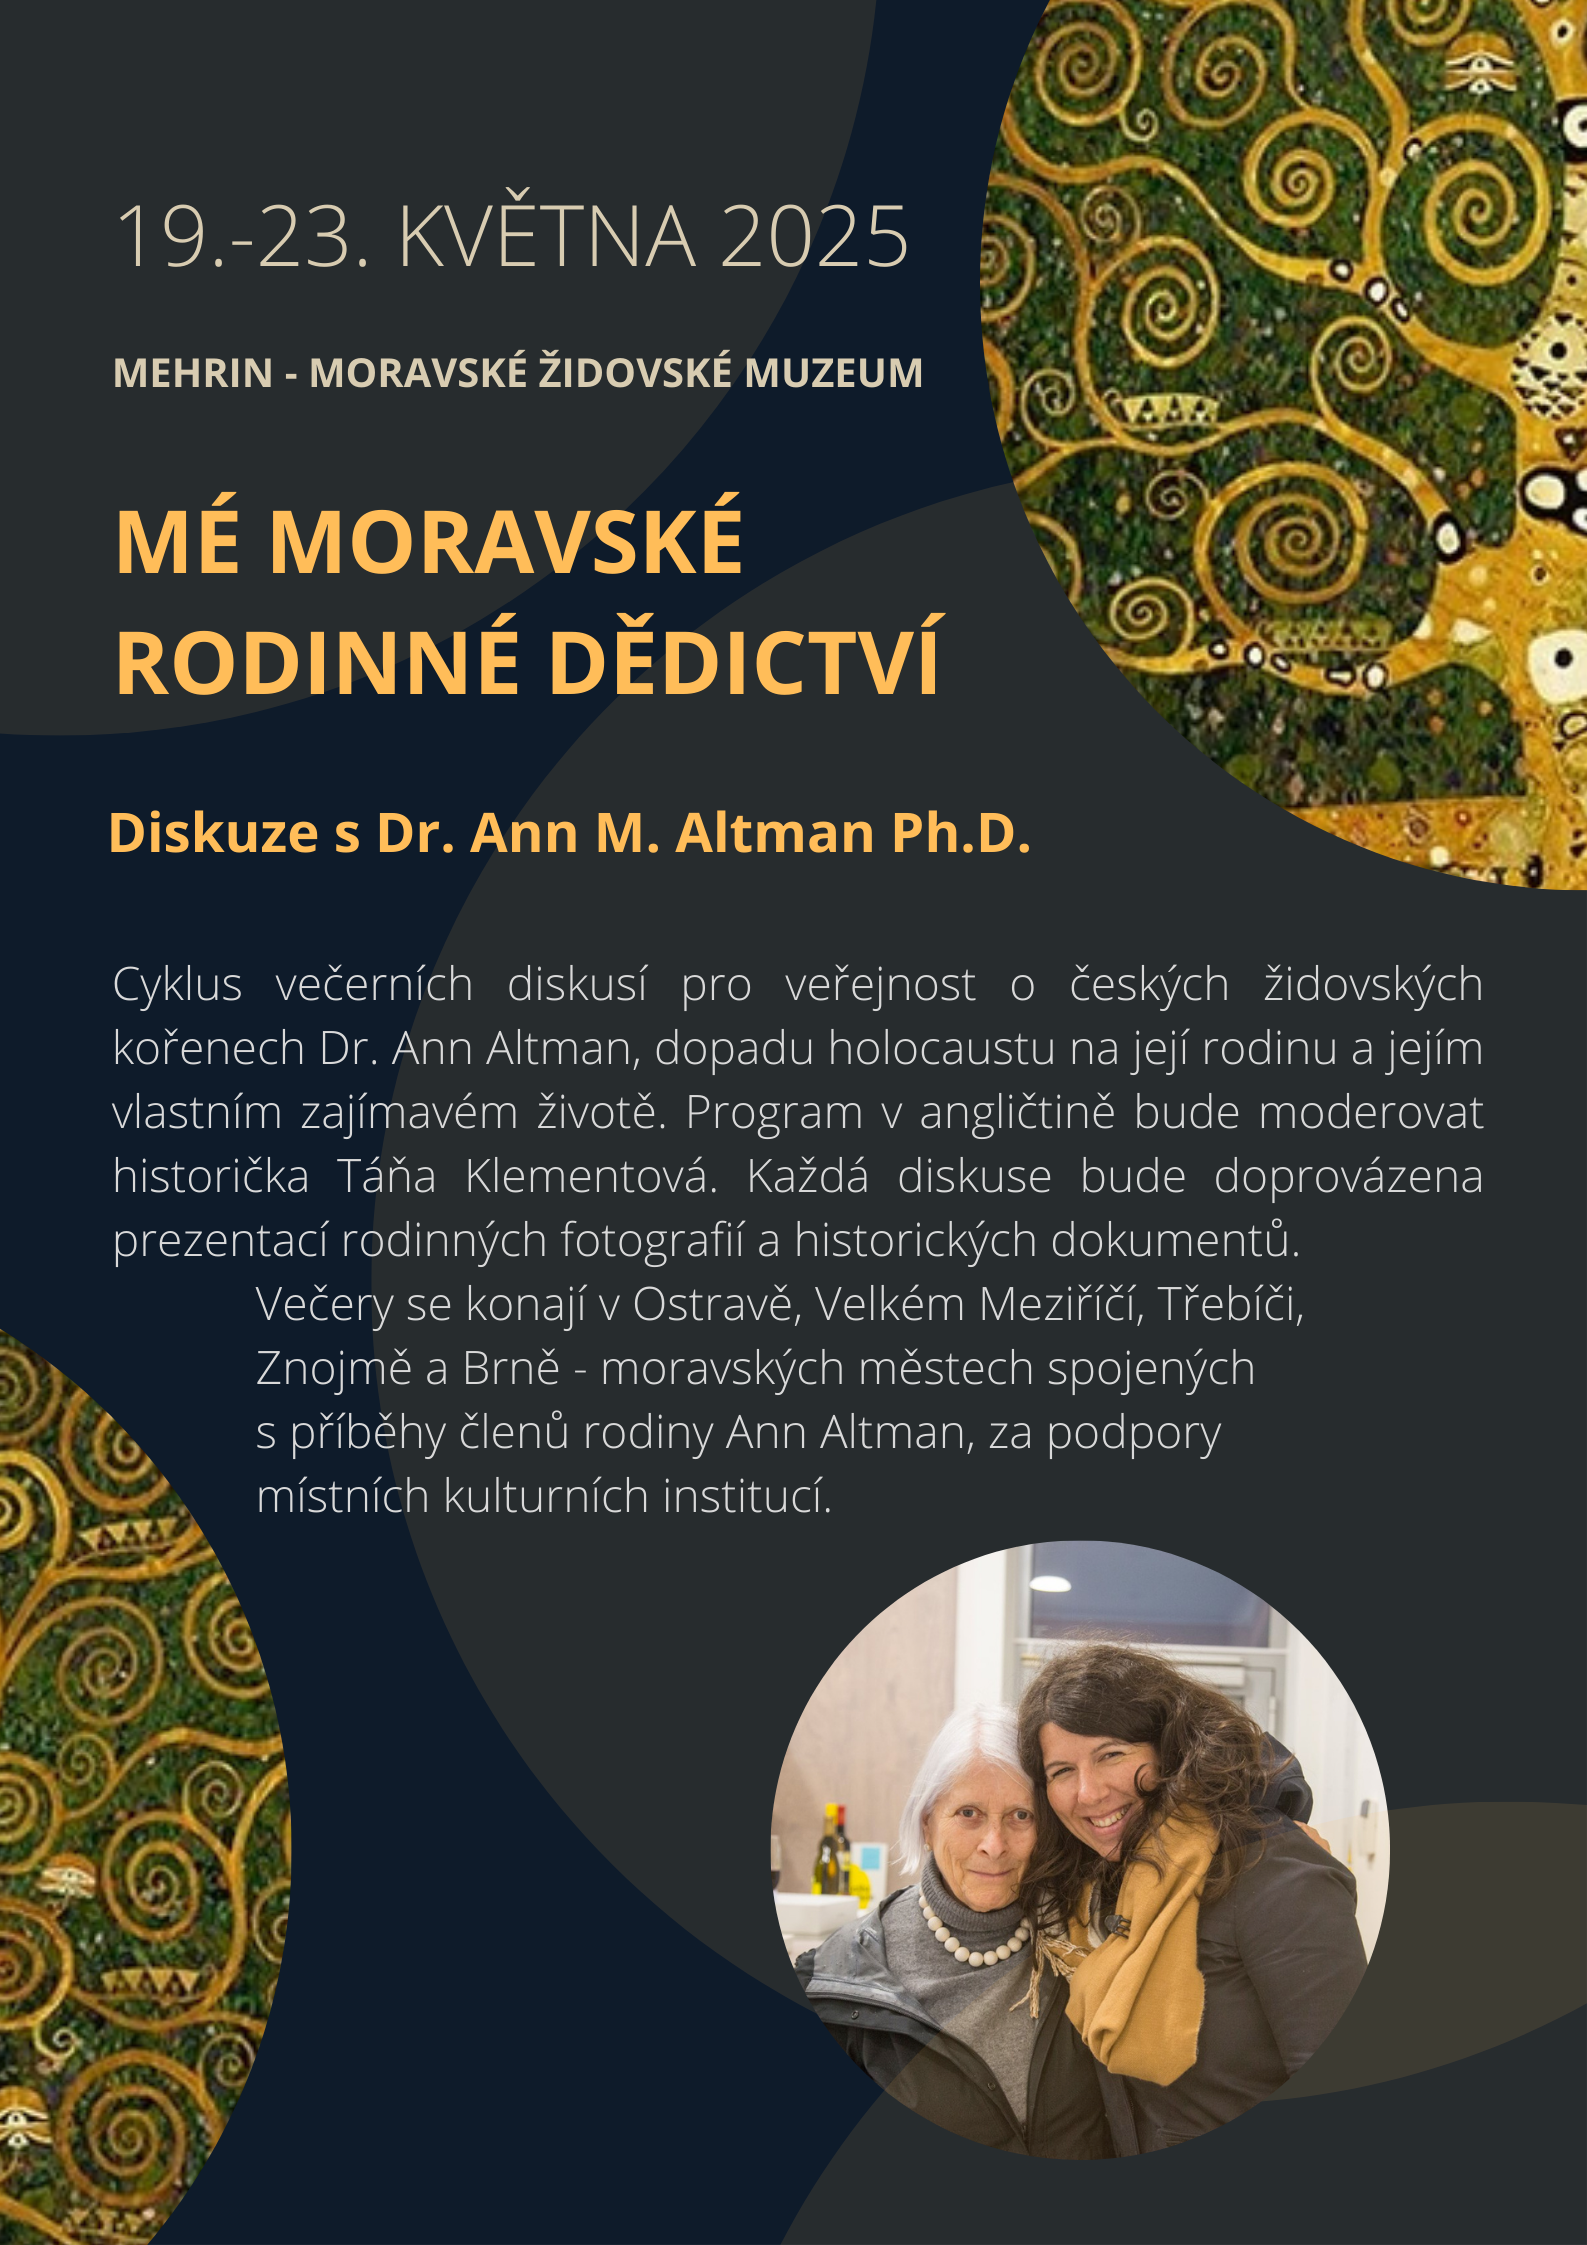 19.-23. KVĚTNA 2025
MEHRIN - MORAVSKÉ ŽIDOVSKÉ MUZEUM
MÉ MORAVSKÉ
RODINNÉ DĚDICTVÍ
Diskuze s Dr. Ann M. Altman Ph.D.
Cyklus večerních diskusí pro veřejnost o českých židovských
kořenech Dr. Ann Altman, dopadu holocaustu na její rodinu a jejím
vlastním zajímavém životě. Program v angličtině bude moderovat
historička Táňa Klementová. Každá diskuse bude doprovázena
prezentací rodinných fotografií a historických dokumentů.
Večery se konají v Ostravě, Velkém Meziříčí, Třebíči,
Znojmě a Brně - moravských městech spojených
s příběhy členů rodiny Ann Altman, za podpory
místních kulturních institucí.